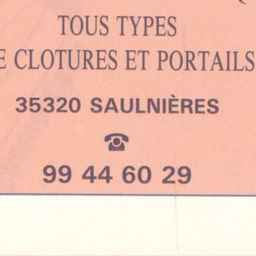 TOUS TYPES
E CLOTURES ET PORTAILS
35320 SAULNIÈRES
☎
99 44 60 29